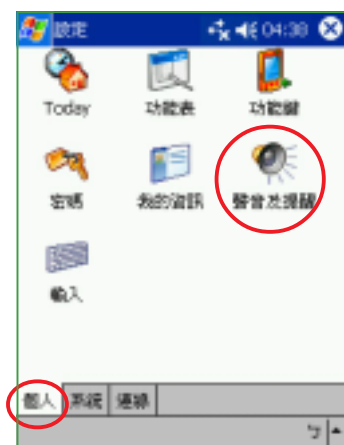 設定 04:38
Today 功能表 功能鍵
密碼 我的資訊 聲音及提醒
輸入
個人 系統 連線
ㄅ